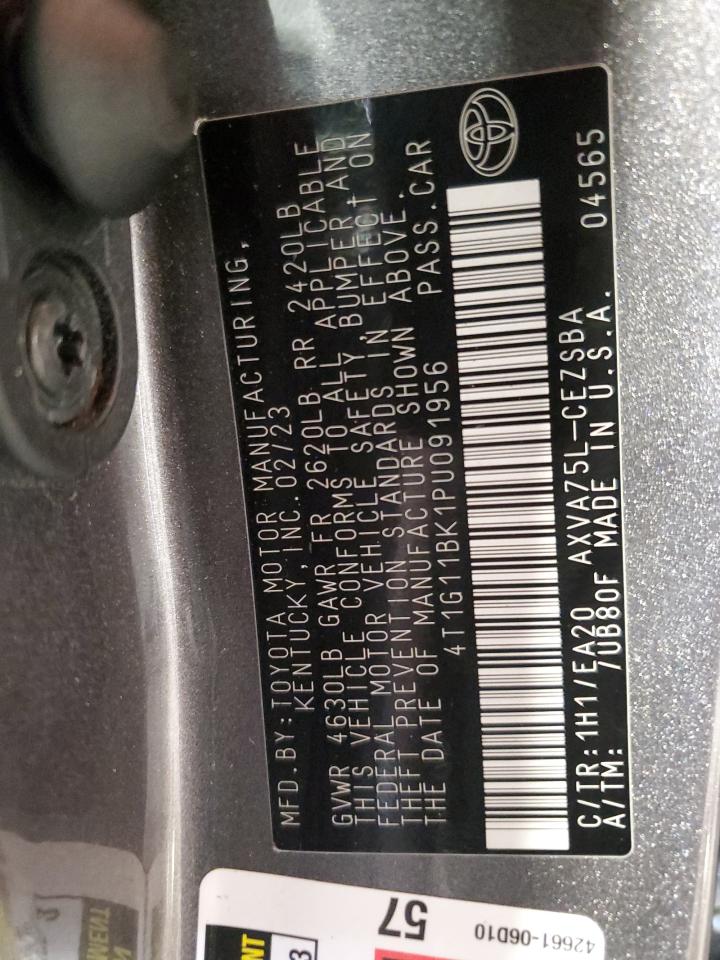 MFD.BY:TOYOTA MOTOR MANUFACTURING,
KENTUCKY, INC.02/23
GVWR 4630LB GAWR FR 2620LB RR 2420LB
THIS VEHICLE CONFORMS TO ALL APPLICABLE
FEDERAL MOTOR VEHICLE SAFETY, BUMPER, AND
THEFT PREVENTION STANDARDS IN EFFECT ON
THE DATE OF MANUFACTURE SHOWN ABOVE.
4T1G11BK1PU091956 PASS.CAR
C/TR:1H1/EA20 AXVA75L-CEZSBA
A/TM: /UB80F MADE IN U.S.A. 04565
57
42661-06D10